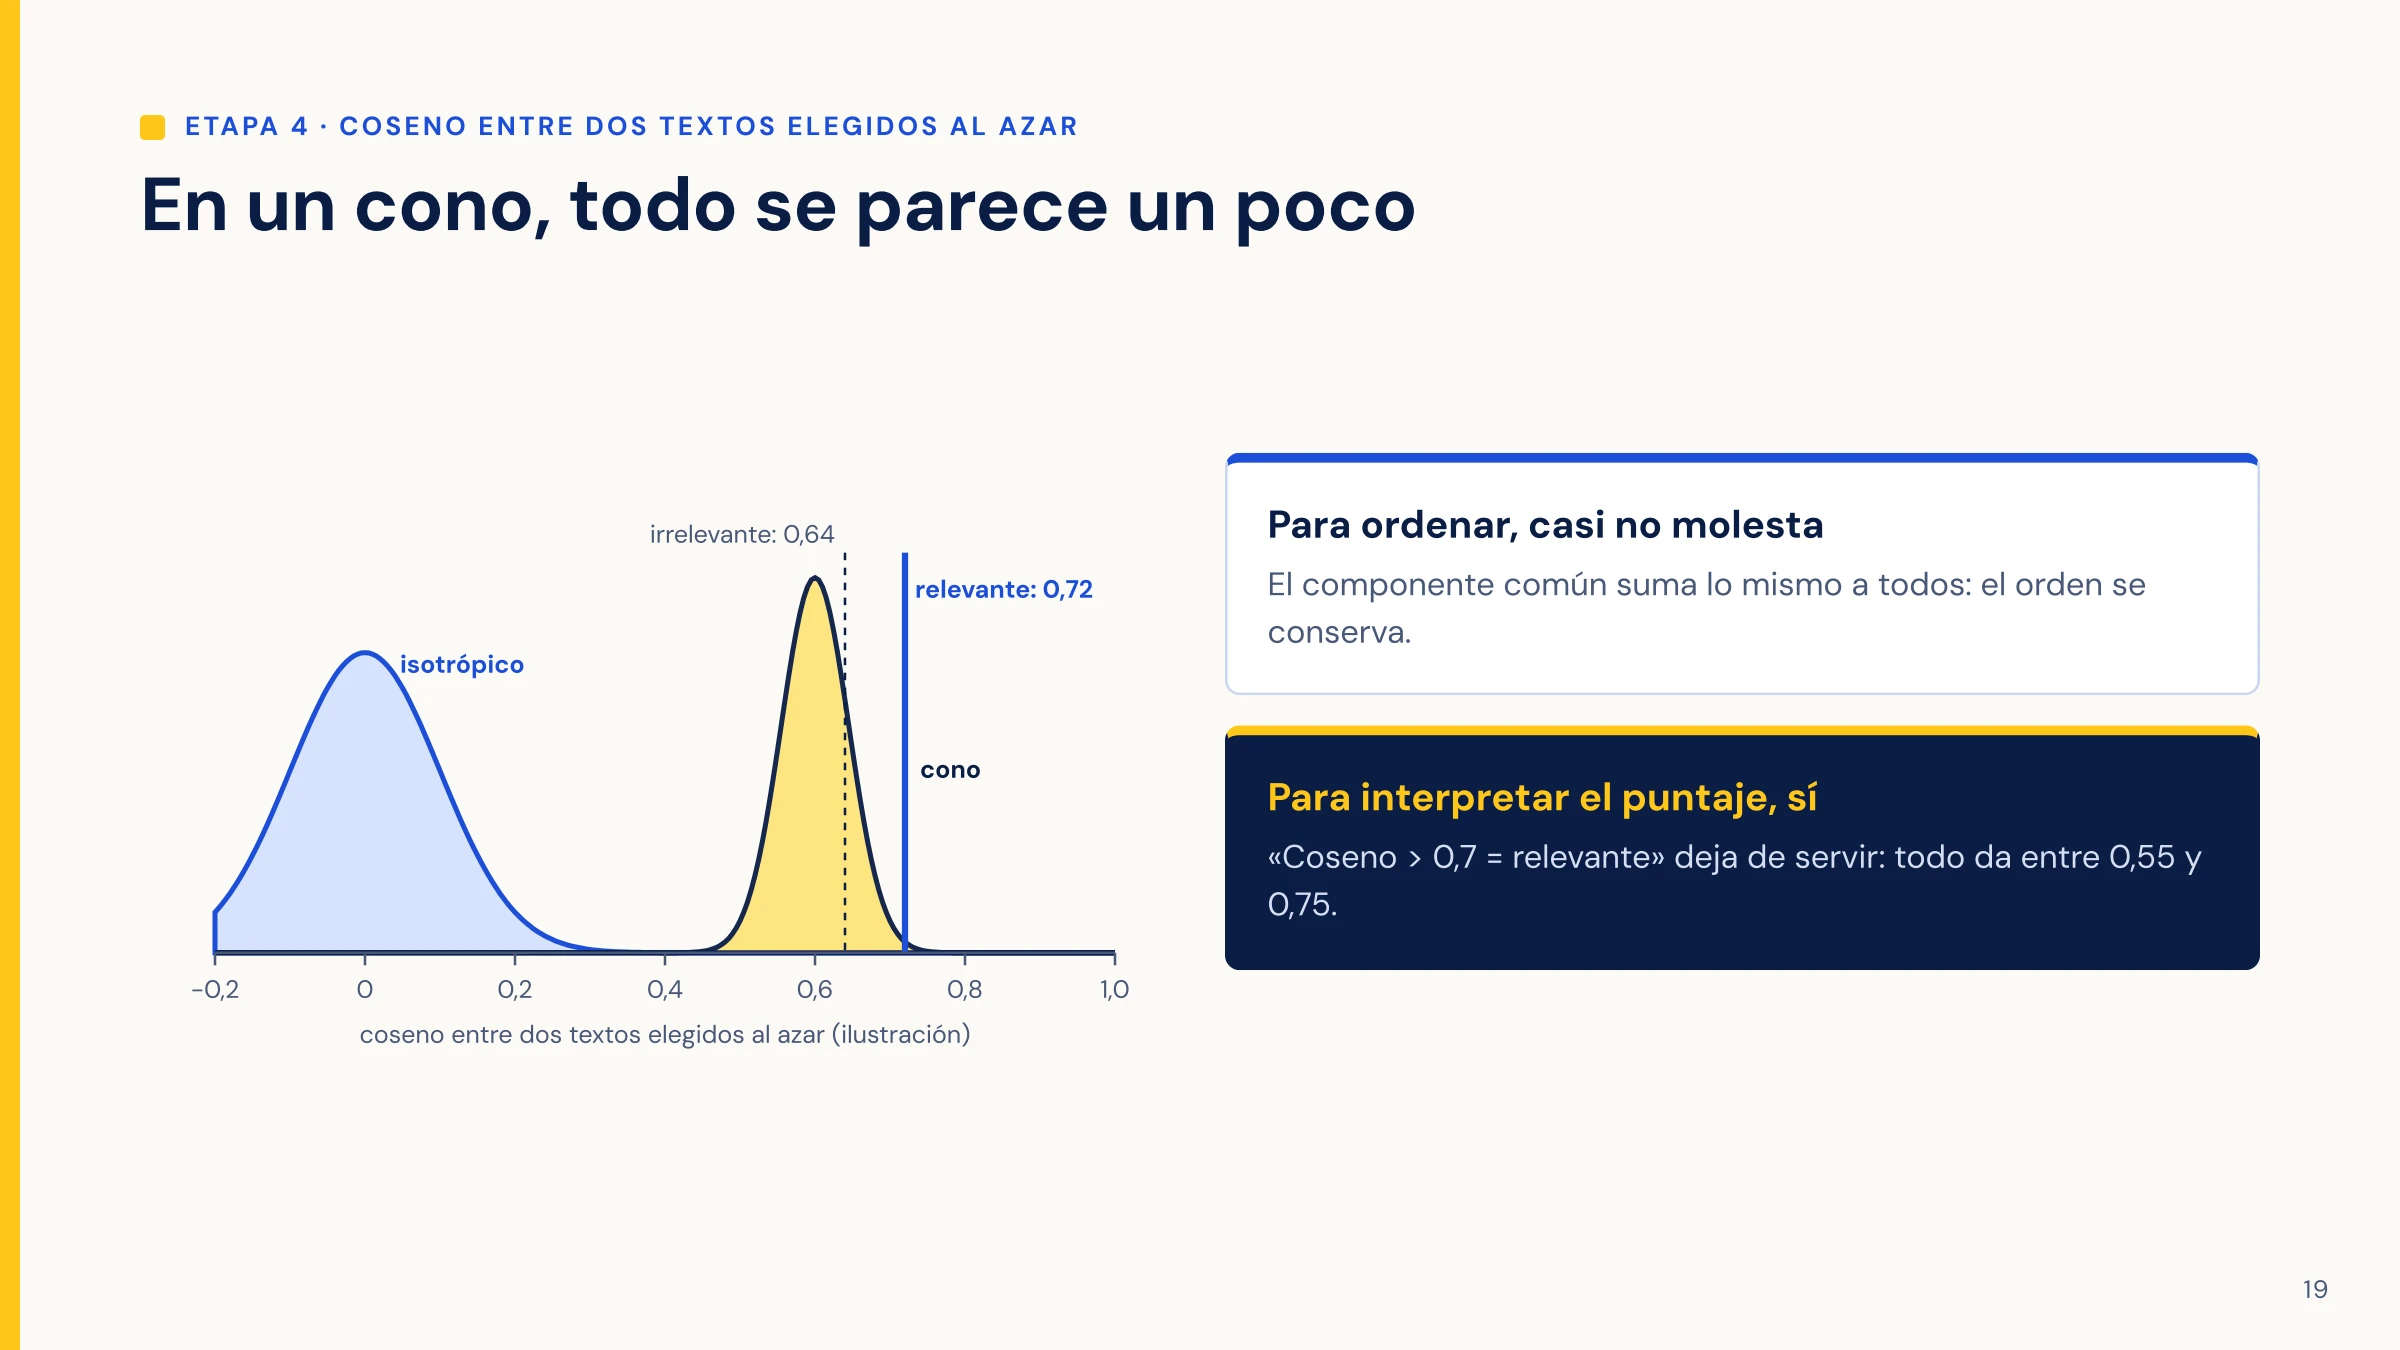 ETAPA 4 · COSENO ENTRE DOS TEXTOS ELEGIDOS AL AZAR
En un cono, todo se parece un poco
irrelevante: 0,64
relevante: 0,72
isotrópico
cono
−0,2 0 0,2 0,4 0,6 0,8 1,0
coseno entre dos textos elegidos al azar (ilustración)
Para ordenar, casi no molesta
El componente común suma lo mismo a todos: el orden se
conserva.
Para interpretar el puntaje, sí
«Coseno > 0,7 = relevante» deja de servir: todo da entre 0,55 y
0,75.
19